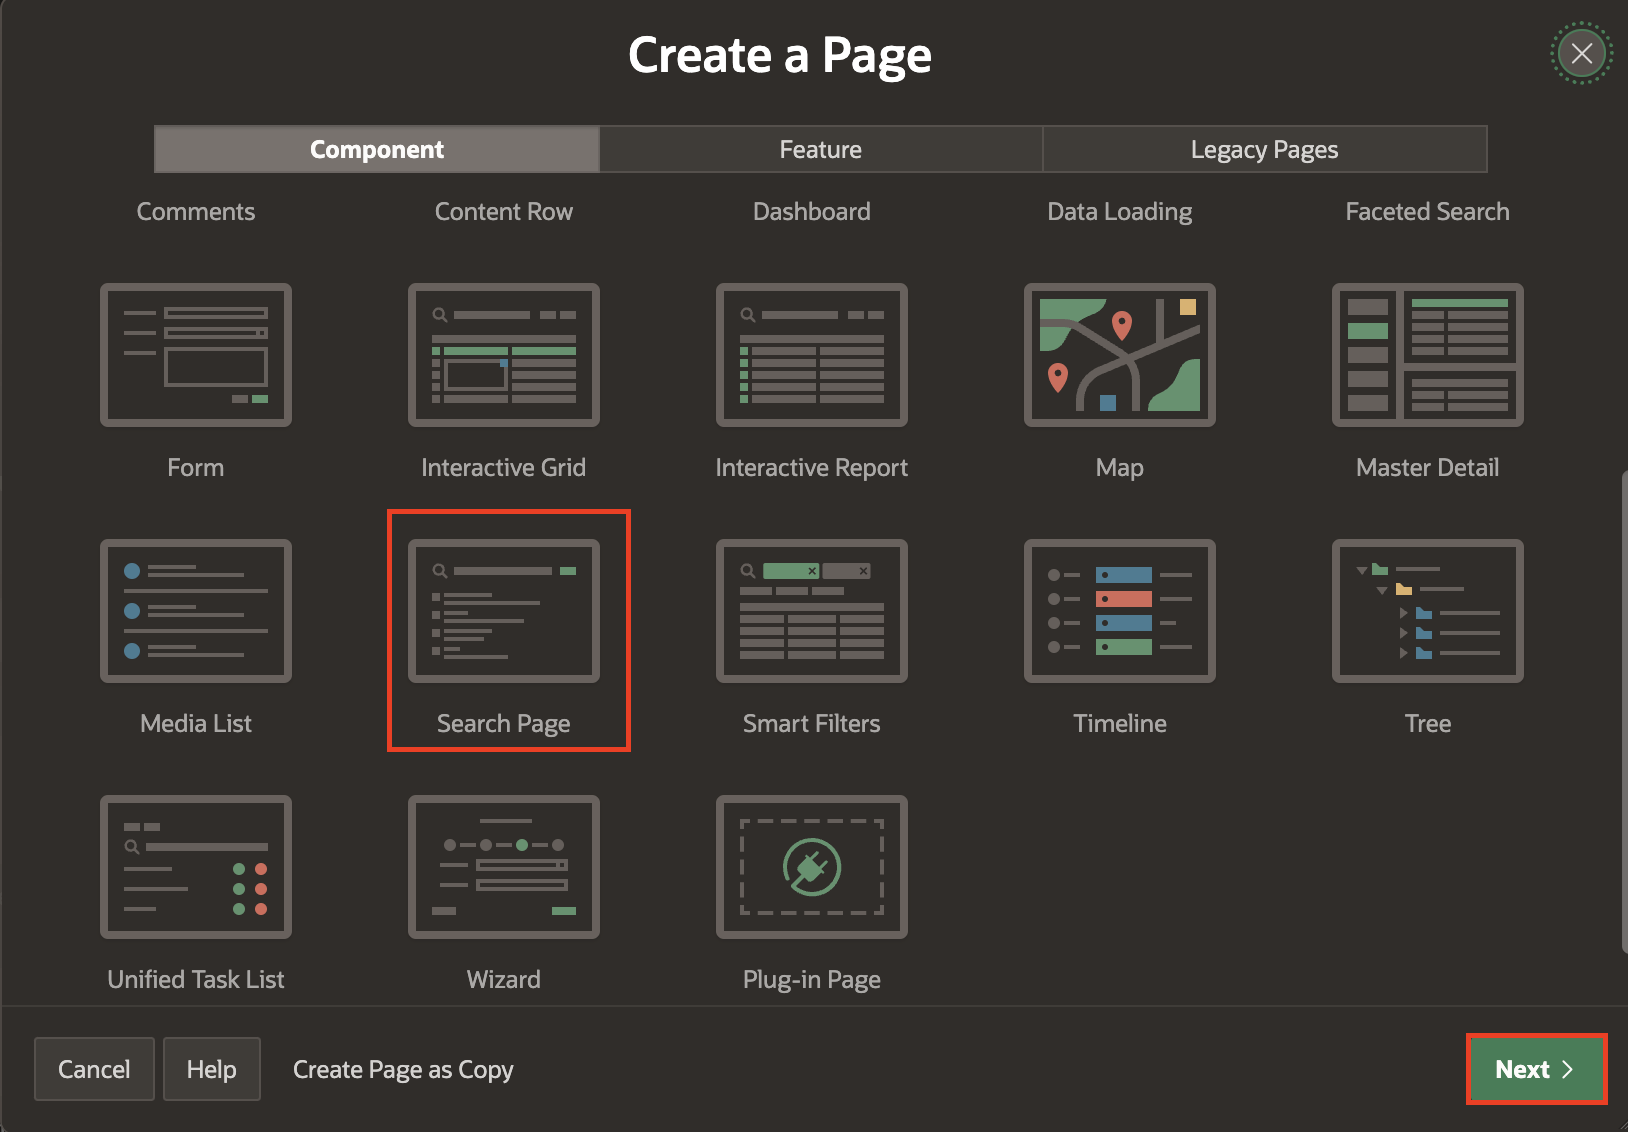 Create a Page
Component
Feature
Legacy Pages
Comments
Content Row
Dashboard
Data Loading
Faceted Search
Form
Interactive Grid
Interactive Report
Map
Master Detail
Media List
Search Page
Smart Filters
Timeline
Tree
Unified Task List
Wizard
Plug-in Page
Cancel
Help
Create Page as Copy
Next